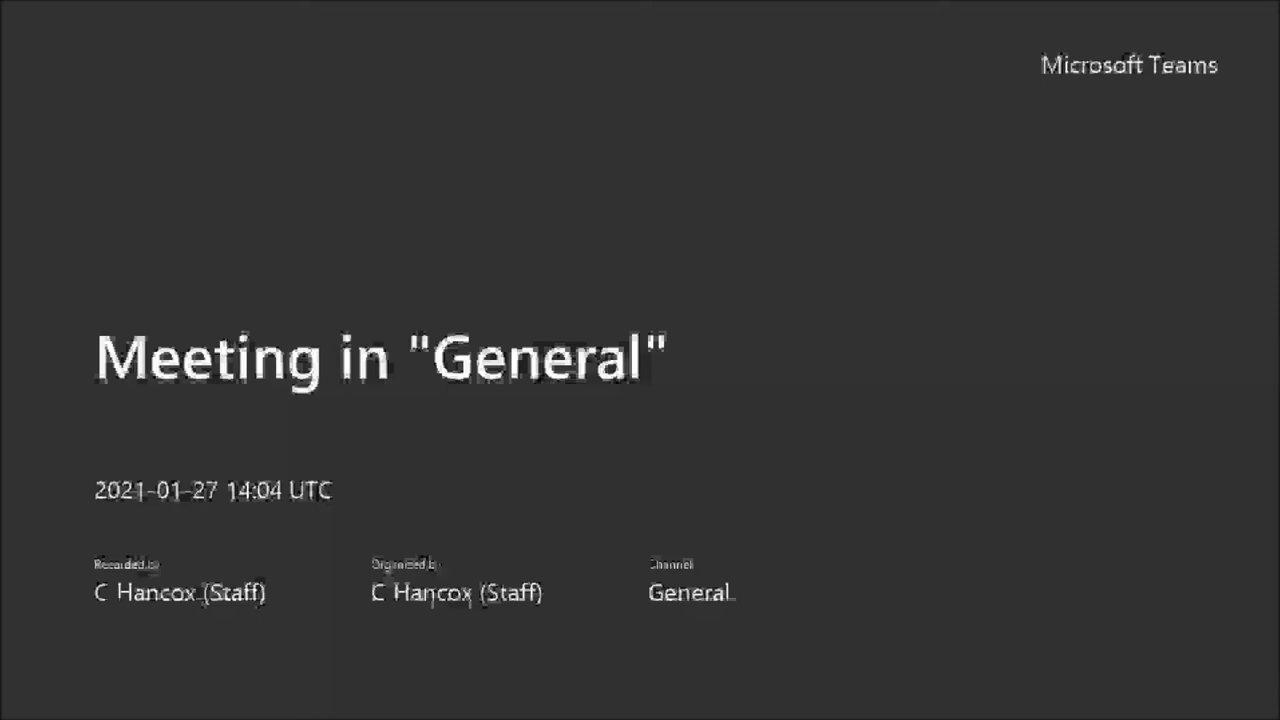 Microsoft Teams
Meeting in "General"
2021-01-27 14:04 UTC
Recorded by Organized by Channel
C Hancox (Staff) C Hancox (Staff) General